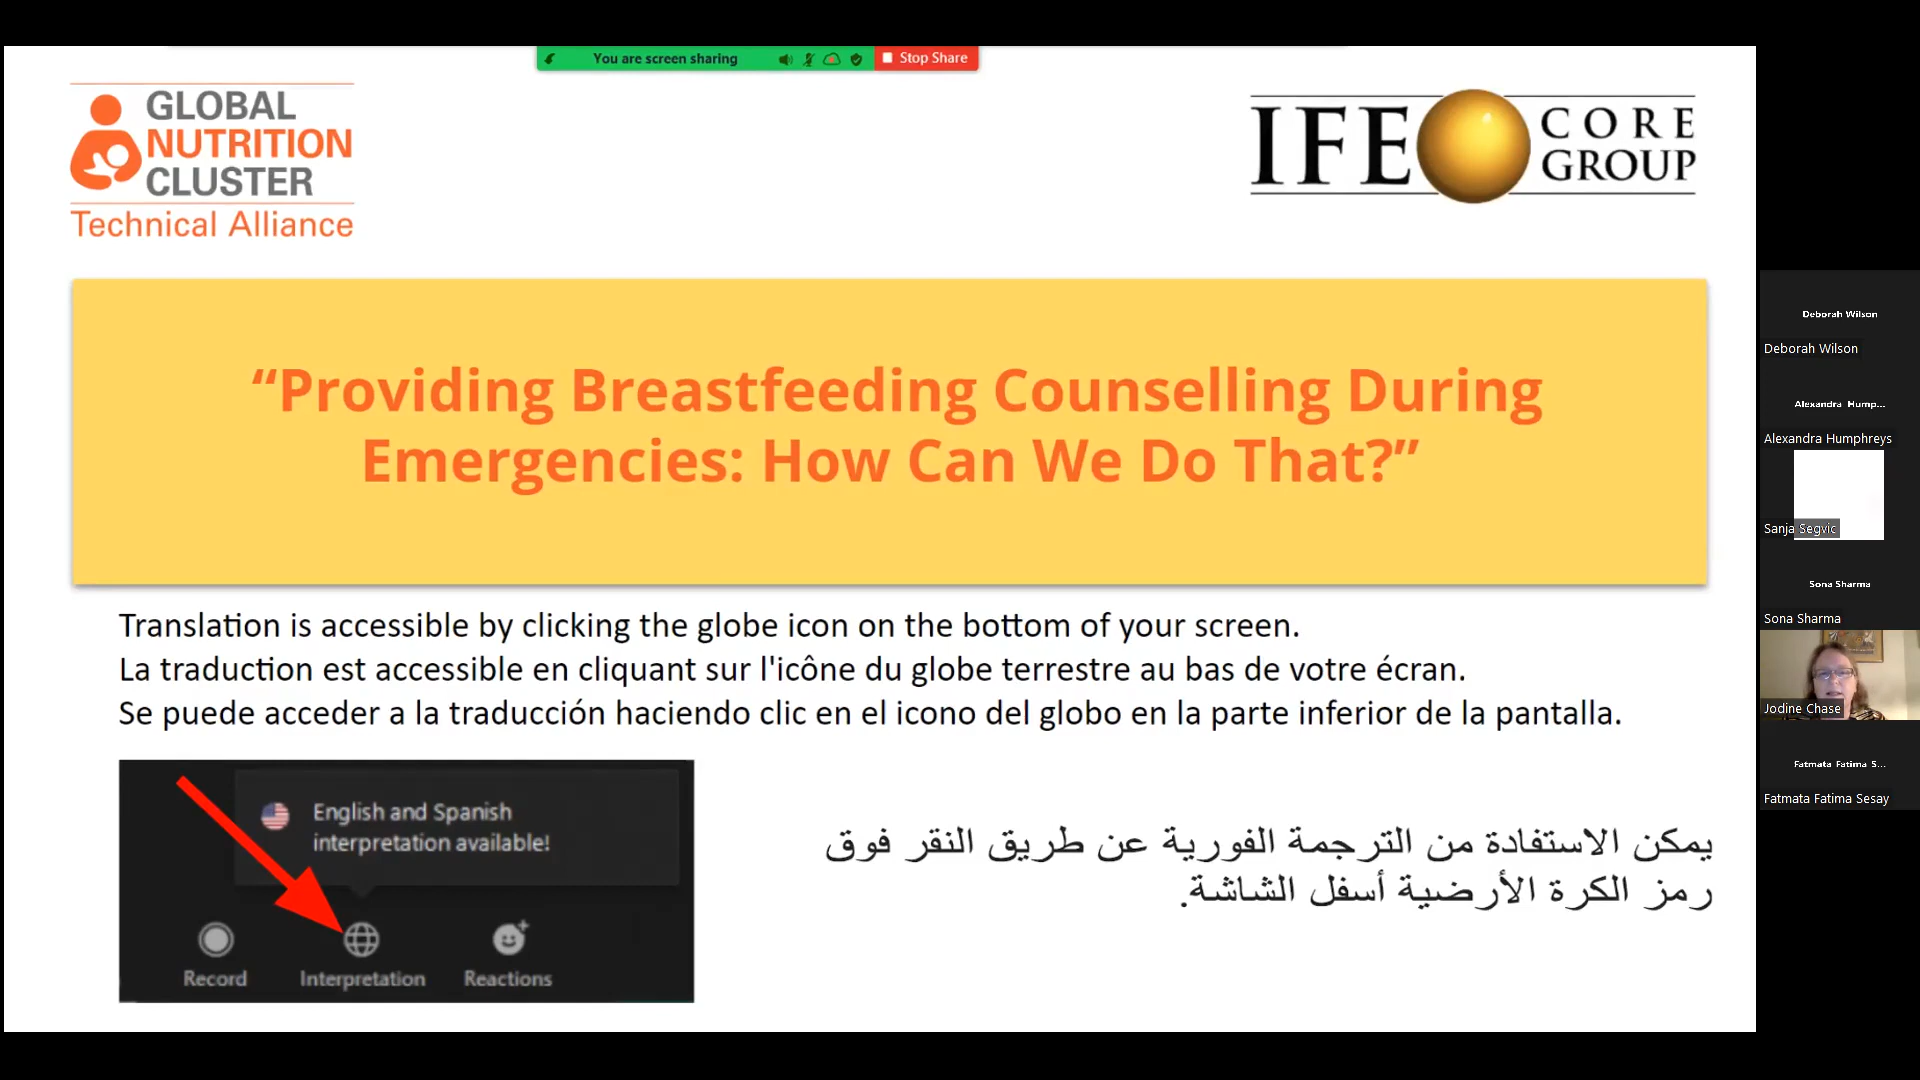 You are screen sharing
Stop Share
GLOBAL
NUTRITION
CLUSTER
Technical Alliance
IFE CORE
GROUP
“Providing Breastfeeding Counselling During
Emergencies: How Can We Do That?”
Translation is accessible by clicking the globe icon on the bottom of your screen.
La traduction est accessible en cliquant sur l'icône du globe terrestre au bas de votre écran.
Se puede acceder a la traducción haciendo clic en el icono del globo en la parte inferior de la pantalla.
English and Spanish
interpretation available!
Record
Interpretation
Reactions
يمكن الاستفادة من الترجمة الفورية عن طريق النقر فوق
رمز الكرة الأرضية أسفل الشاشة.
Deborah Wilson
Deborah Wilson
Alexandra Hump...
Alexandra Humphreys
Sanja Segvic
Sona Sharma
Sona Sharma
Jodine Chase
Fatmata Fatima S...
Fatmata Fatima Sesay